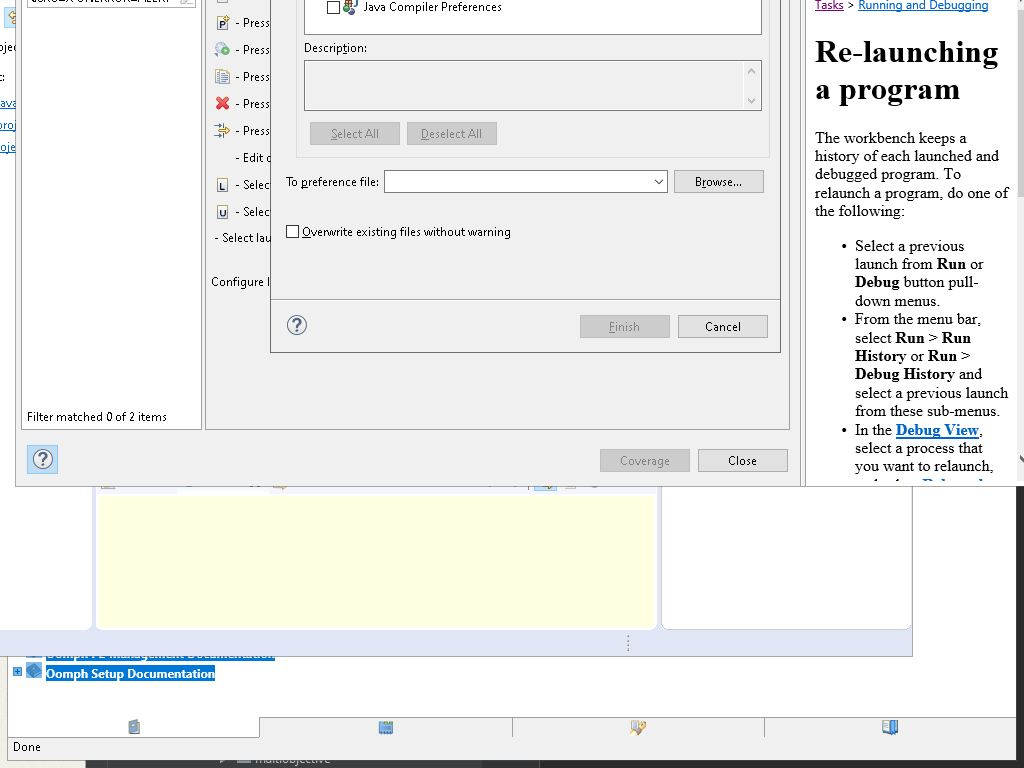 Java Compiler Preferences
- Press
- Press
- Press
- Press
- Press
- Edit
- Selec
- Selec
- Select lau
Configure
Filter matched 0 of 2 items
Description:
Select All
Deselect All
To preference file:
Browse...
Overwrite existing files without warning
Finish
Cancel
Coverage
Close
Tasks > Running and Debugging
Re-launching
a program
The workbench keeps a
history of each launched and
debugged program. To
relaunch a program, do one of
the following:
• Select a previous
launch from Run or
Debug button pull-
down menus.
• From the menu bar,
select Run > Run
History or Run >
Debug History and
select a previous launch
from these sub-menus.
• In the Debug View,
select a process that
you want to relaunch,
Oomph Setup Documentation
Done
multiobjective